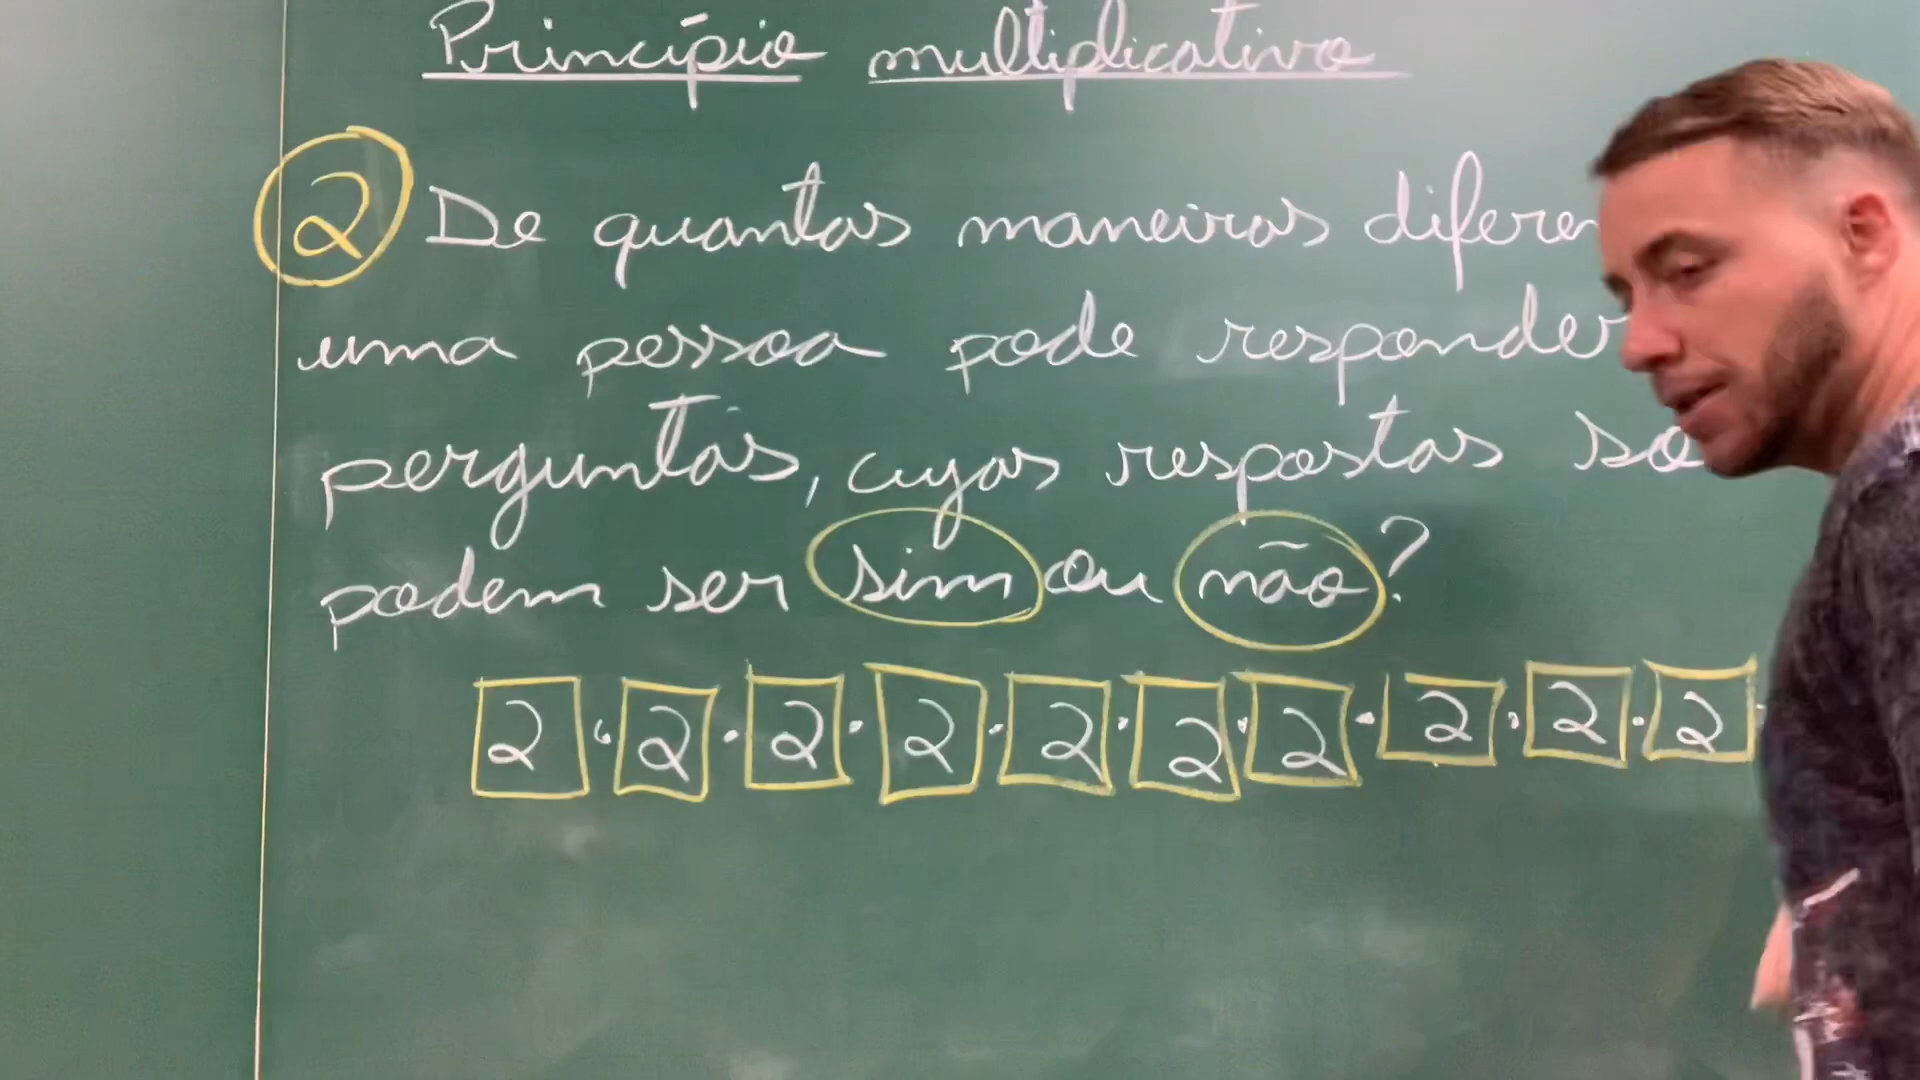 Princípio multiplicativo
2 De quantas maneiras diferen
uma pessoa pode responder
perguntas, cujas respostas só
podem ser sim ou não?
2 · 2 · 2 · 2 · 2 · 2 · 2 · 2 · 2 · 2 ·